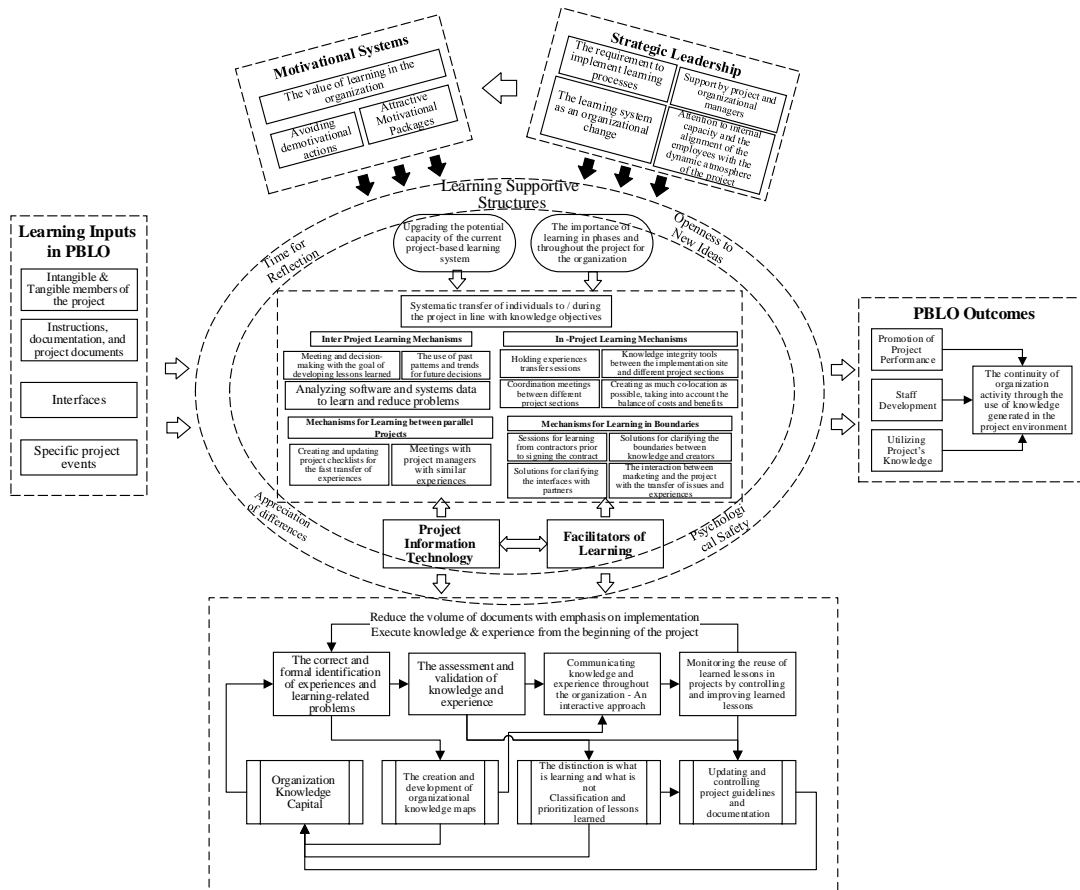 Motivational Systems
The value of learning in the
organization
Avoiding
demotivational
actions
Attractive
Motivational
Packages
Strategic Leadership
The requirement to
implement learning
processes
Support by project and
organizational
managers
The learning system
as an organizational
change
Attention to internal
capacity and the
alignment of the
employees with the
dynamic atmosphere of
the project
Learning Supportive
Structures
Time for
Reflection
Openness to
New Ideas
Appreciation
of differences
Psychologi
cal Safety
Learning Inputs
in PBLO
Intangible &
Tangible members of
the project
Instructions,
documentation, and
project documents
Interfaces
Specific project
events
Upgrading the potential
capacity of the current
project-based learning
system
The importance of
learning in phases and
throughout the project for
the organization
Systematic transfer of individuals to / during
the project in line with knowledge objectives
Inter Project Learning Mechanisms
Meeting and decision-
making with the goal of
developing lessons learned
The use of past
patterns and trends
for future decisions
Analyzing software and systems data
to learn and reduce problems
In -Project Learning Mechanisms
Holding experiences
transfer sessions
Knowledge integrity tools
between the implementation site
and different project sections
Coordination meetings
between different
project sections
Creating as much co-location as
possible, taking into account the
balance of costs and benefits
Mechanisms for Learning between parallel
Projects
Creating and updating
project checklists for
the fast transfer of
experiences
Meetings with
project managers
with similar
experiences
Mechanisms for Learning in Boundaries
Sessions for learning
from contractors prior
to signing the contract
Solutions for clarifying the
boundaries between
knowledge and creators
Solutions for clarifying
the interfaces with
partners
The interaction between
marketing and the project
with the transfer of issues and
experiences
Project
Information
Technology
Facilitators of
Learning
PBLO Outcomes
Promotion of
Project
Performance
Staff
Development
Utilizing
Project's
Knowledge
The continuity of
organization
activity through the
use of knowledge
generated in the
project environment
Reduce the volume of documents with emphasis on implementation
Execute knowledge & experience from the beginning of the project
The correct and
formal identification
of experiences and
learning-related
problems
The assessment and
validation of
knowledge and
experience
Communicating
knowledge and
experience throughout
the organization - An
interactive approach
Monitoring the reuse of
learned lessons in
projects by controlling
and improving learned
lessons
Organization
Knowledge
Capital
The creation and
development of
organizational
knowledge maps
The distinction is what
is learning and what is
not
Classification and
prioritization of lessons
learned
Updating and
controlling
project guidelines
and
documentation